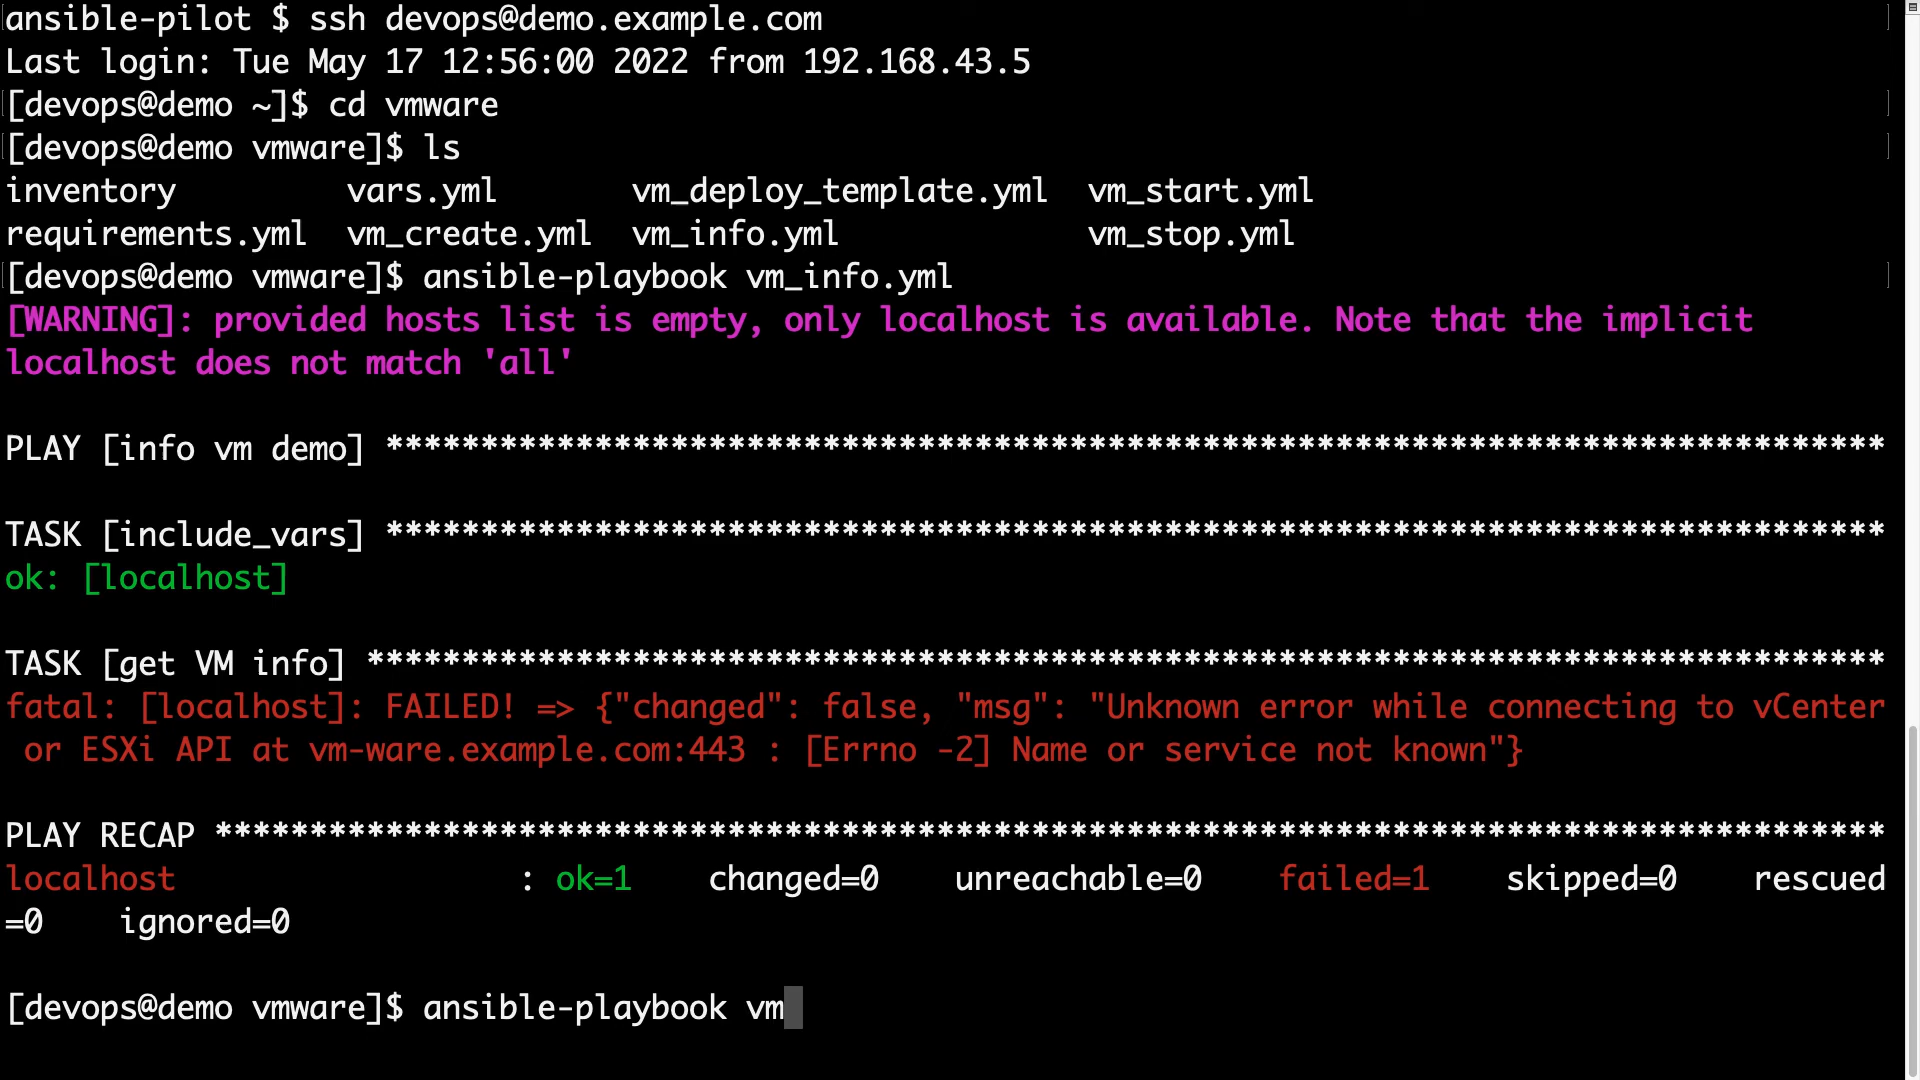 ansible-pilot $ ssh devops@demo.example.com
Last login: Tue May 17 12:56:00 2022 from 192.168.43.5
[devops@demo ~]$ cd vmware
[devops@demo vmware]$ ls
inventory         vars.yml       vm_deploy_template.yml  vm_start.yml
requirements.yml  vm_create.yml  vm_info.yml             vm_stop.yml
[devops@demo vmware]$ ansible-playbook vm_info.yml
[WARNING]: provided hosts list is empty, only localhost is available. Note that the implicit
localhost does not match 'all'
PLAY [info vm demo] *******************************************************************************
TASK [include_vars] *******************************************************************************
ok: [localhost]
TASK [get VM info] ********************************************************************************
fatal: [localhost]: FAILED! => {"changed": false, "msg": "Unknown error while connecting to vCenter
 or ESXi API at vm-ware.example.com:443 : [Errno -2] Name or service not known"}
PLAY RECAP ****************************************************************************************
localhost                  : ok=1    changed=0    unreachable=0    failed=1    skipped=0    rescued
=0    ignored=0
[devops@demo vmware]$ ansible-playbook vm